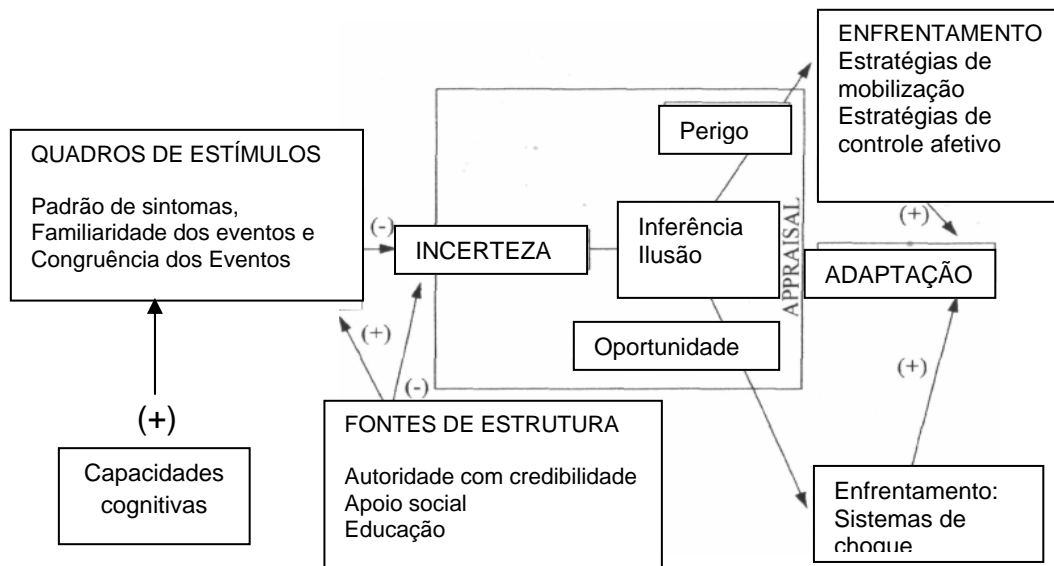 QUADROS DE ESTÍMULOS
Padrão de sintomas,
Familiaridade dos eventos e
Congruência dos Eventos
(+)
Capacidades
cognitivas
(-)
INCERTEZA
(+)
(-)
FONTES DE ESTRUTURA
Autoridade com credibilidade
Apoio social
Educação
Perigo
Inferência
Ilusão
Oportunidade
APPRAISAL
ENFRENTAMENTO
Estratégias de
mobilização
Estratégias de
controle afetivo
(+)
ADAPTAÇÃO
(+)
Enfrentamento:
Sistemas de
choque